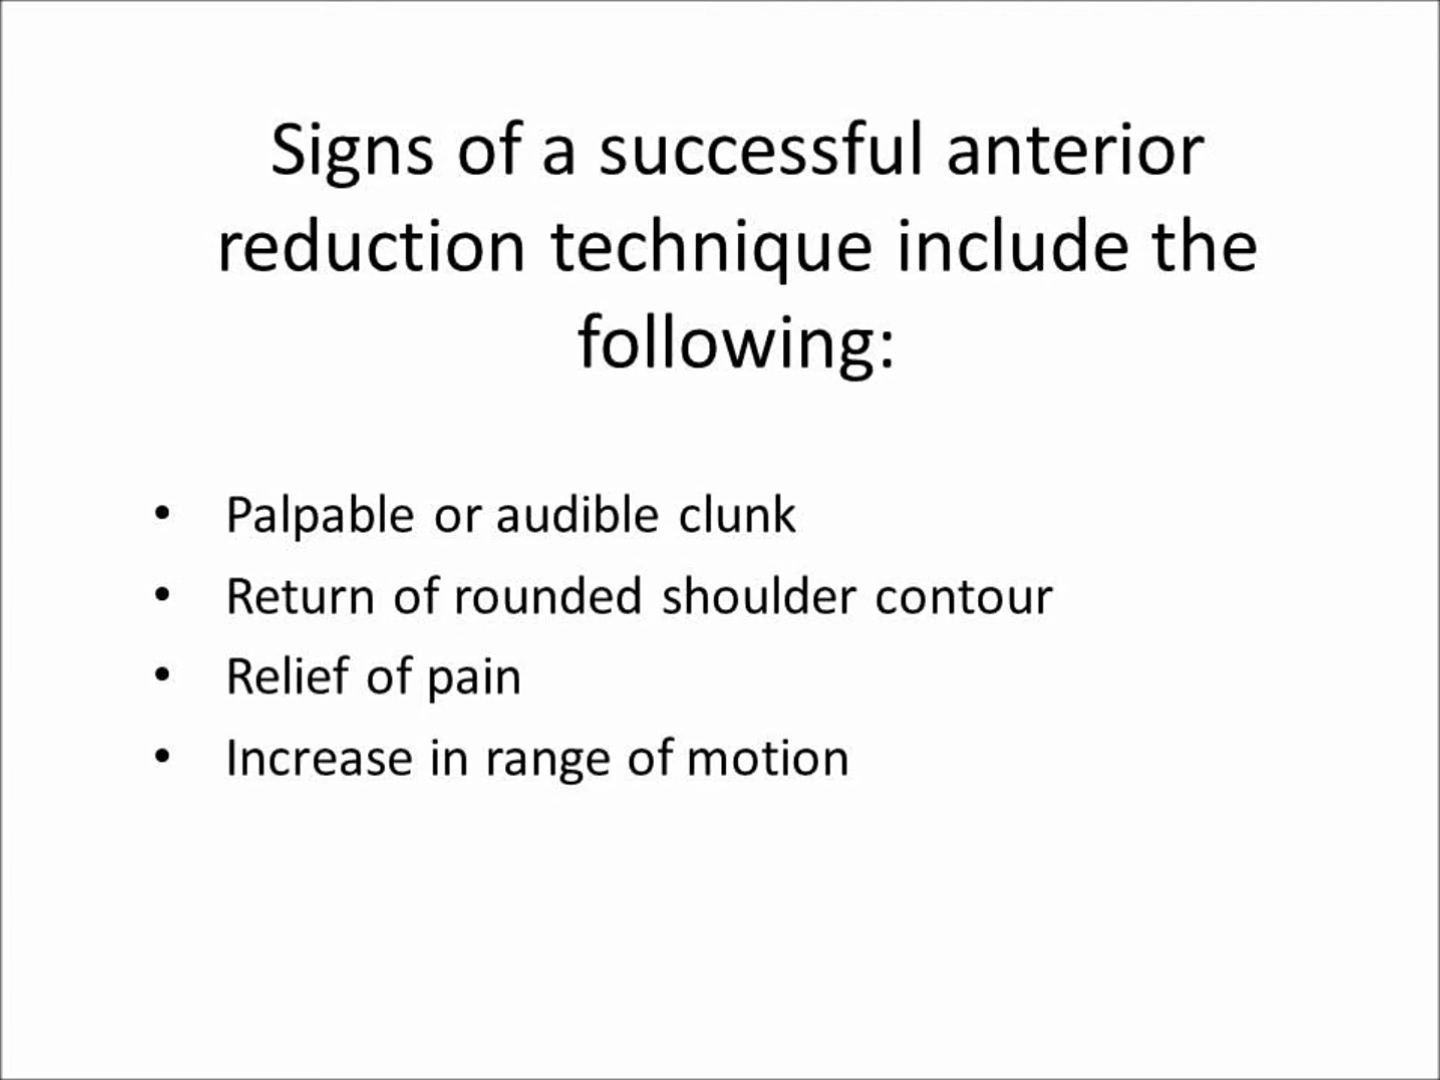 Signs of a successful anterior
reduction technique include the
following:
• Palpable or audible clunk
• Return of rounded shoulder contour
• Relief of pain
• Increase in range of motion